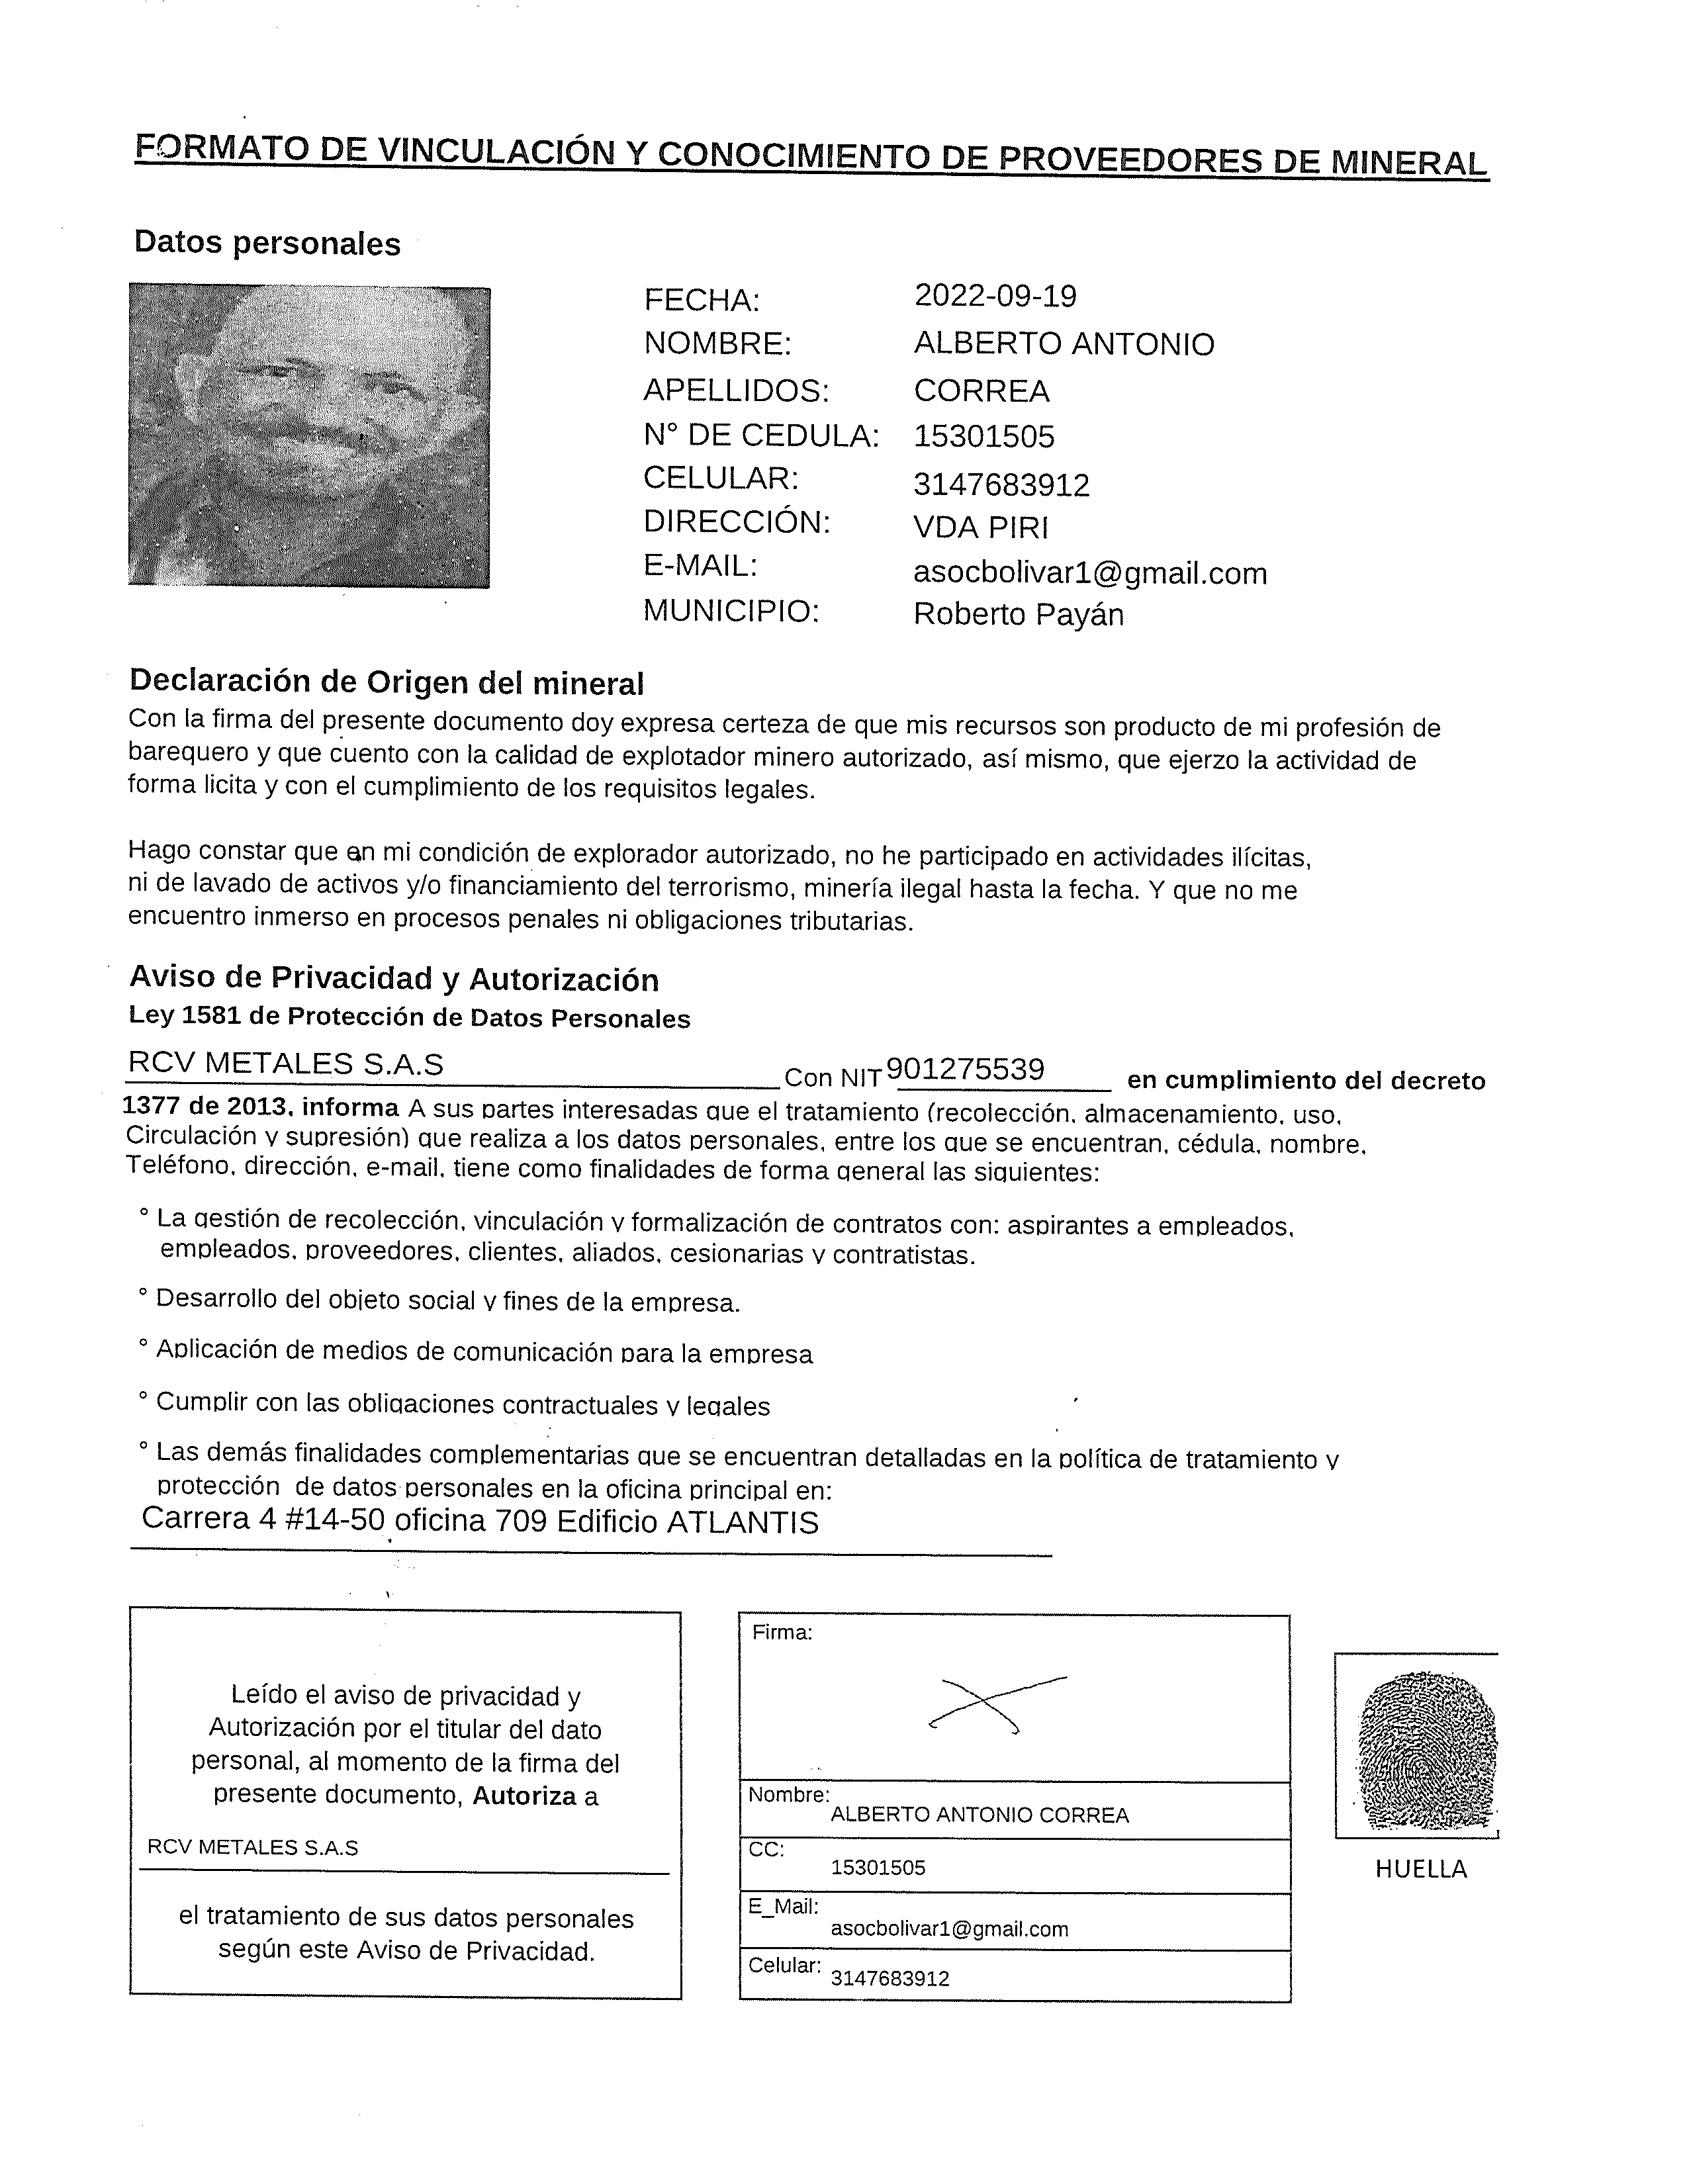 FORMATO DE VINCULACIÓN Y CONOCIMIENTO DE PROVEEDORES DE MINERAL
Datos personales
FECHA: 2022-09-19
NOMBRE: ALBERTO ANTONIO
APELLIDOS: CORREA
N° DE CEDULA: 15301505
CELULAR: 3147683912
DIRECCIÓN: VDA PIRI
E-MAIL: asocbolivar1@gmail.com
MUNICIPIO: Roberto Payán
Declaración de Origen del mineral
Con la firma del presente documento doy expresa certeza de que mis recursos son producto de mi profesión de
barequero y que cuento con la calidad de explotador minero autorizado, así mismo, que ejerzo la actividad de
forma licita y con el cumplimiento de los requisitos legales.
Hago constar que en mi condición de explorador autorizado, no he participado en actividades ilícitas,
ni de lavado de activos y/o financiamiento del terrorismo, minería ilegal hasta la fecha. Y que no me
encuentro inmerso en procesos penales ni obligaciones tributarias.
Aviso de Privacidad y Autorización
Ley 1581 de Protección de Datos Personales
RCV METALES S.A.S Con NIT 901275539 en cumplimiento del decreto
1377 de 2013, informa A sus partes interesadas que el tratamiento (recolección, almacenamiento, uso,
Circulación y supresión) que realiza a los datos personales, entre los que se encuentran, cédula, nombre,
Teléfono, dirección, e-mail, tiene como finalidades de forma general las siguientes:
° La gestión de recolección, vinculación y formalización de contratos con: aspirantes a empleados,
empleados, proveedores, clientes, aliados, cesionarias y contratistas.
° Desarrollo del objeto social y fines de la empresa.
° Aplicación de medios de comunicación para la empresa
° Cumplir con las obligaciones contractuales y legales
° Las demás finalidades complementarias que se encuentran detalladas en la política de tratamiento y
protección de datos personales en la oficina principal en:
Carrera 4 #14-50 oficina 709 Edificio ATLANTIS
Leído el aviso de privacidad y
Autorización por el titular del dato
personal, al momento de la firma del
presente documento, Autoriza a
RCV METALES S.A.S
el tratamiento de sus datos personales
según este Aviso de Privacidad.
Firma:
Nombre:
ALBERTO ANTONIO CORREA
CC:
15301505
E_Mail:
asocbolivar1@gmail.com
Celular:
3147683912
HUELLA